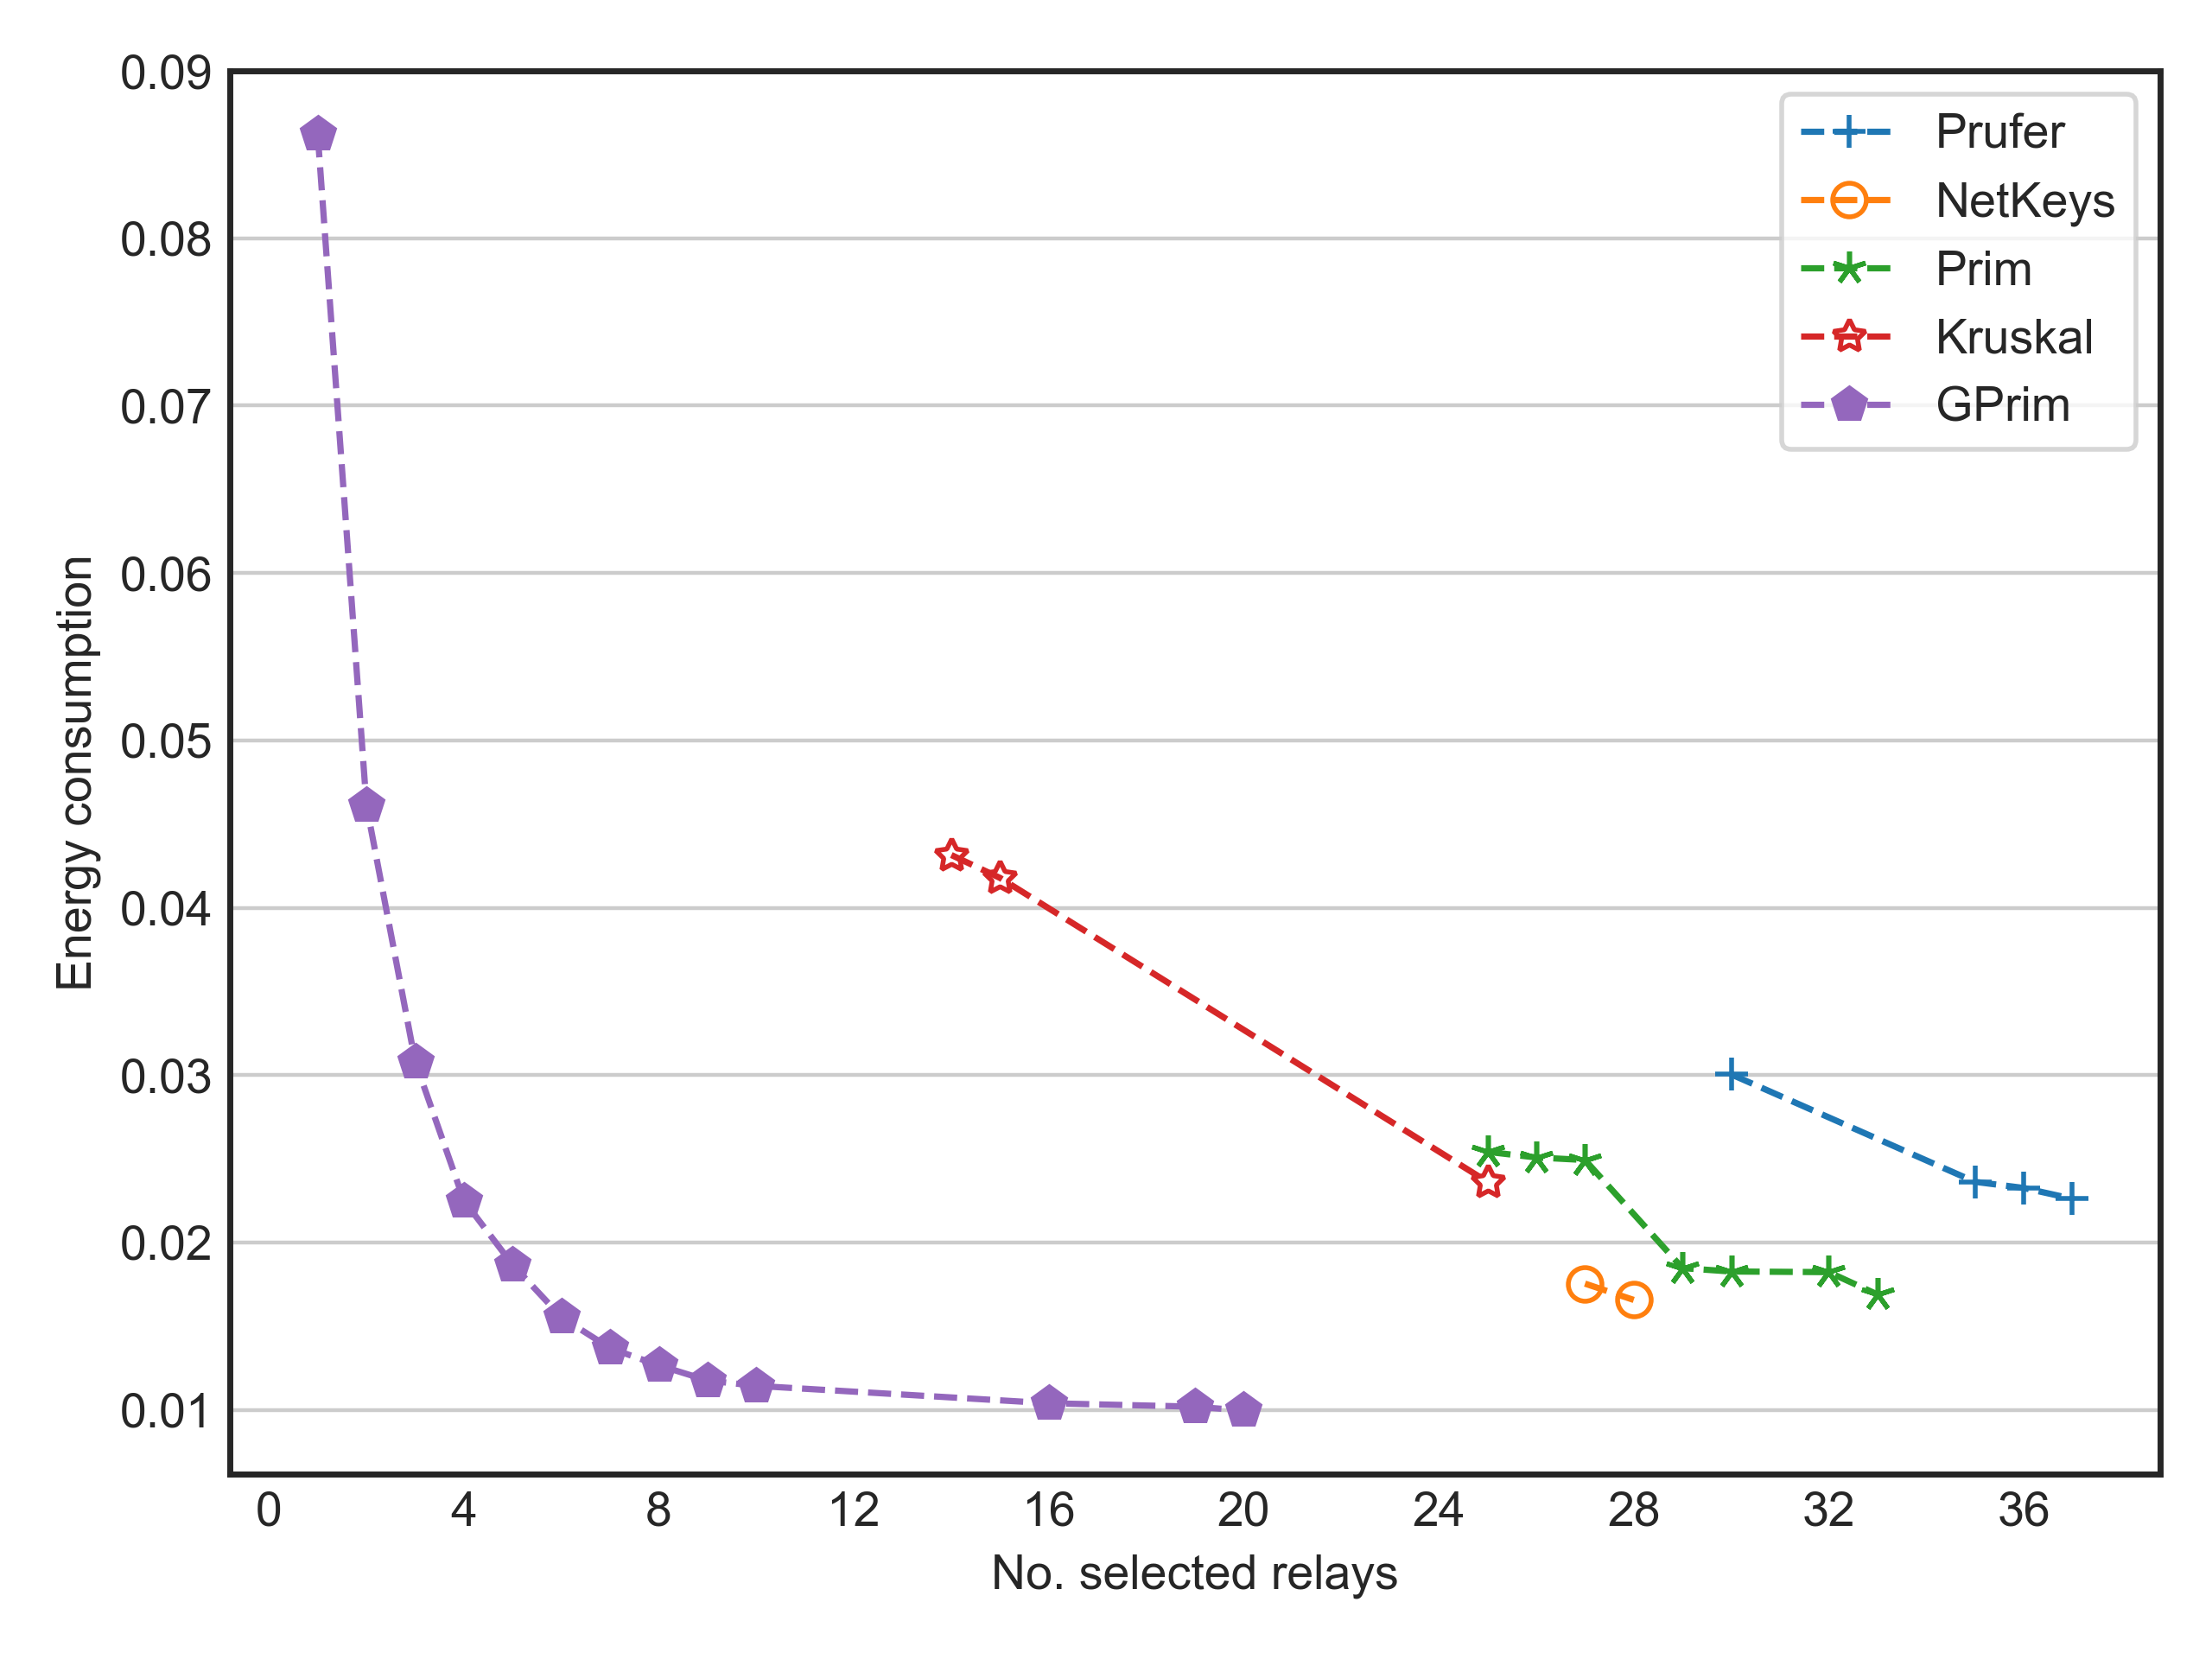 0.09
0.08
0.07
0.06
0.05
0.04
0.03
0.02
0.01
Energy consumption
Prufer
NetKeys
Prim
Kruskal
GPrim
0 4 8 12 16 20 24 28 32 36
No. selected relays